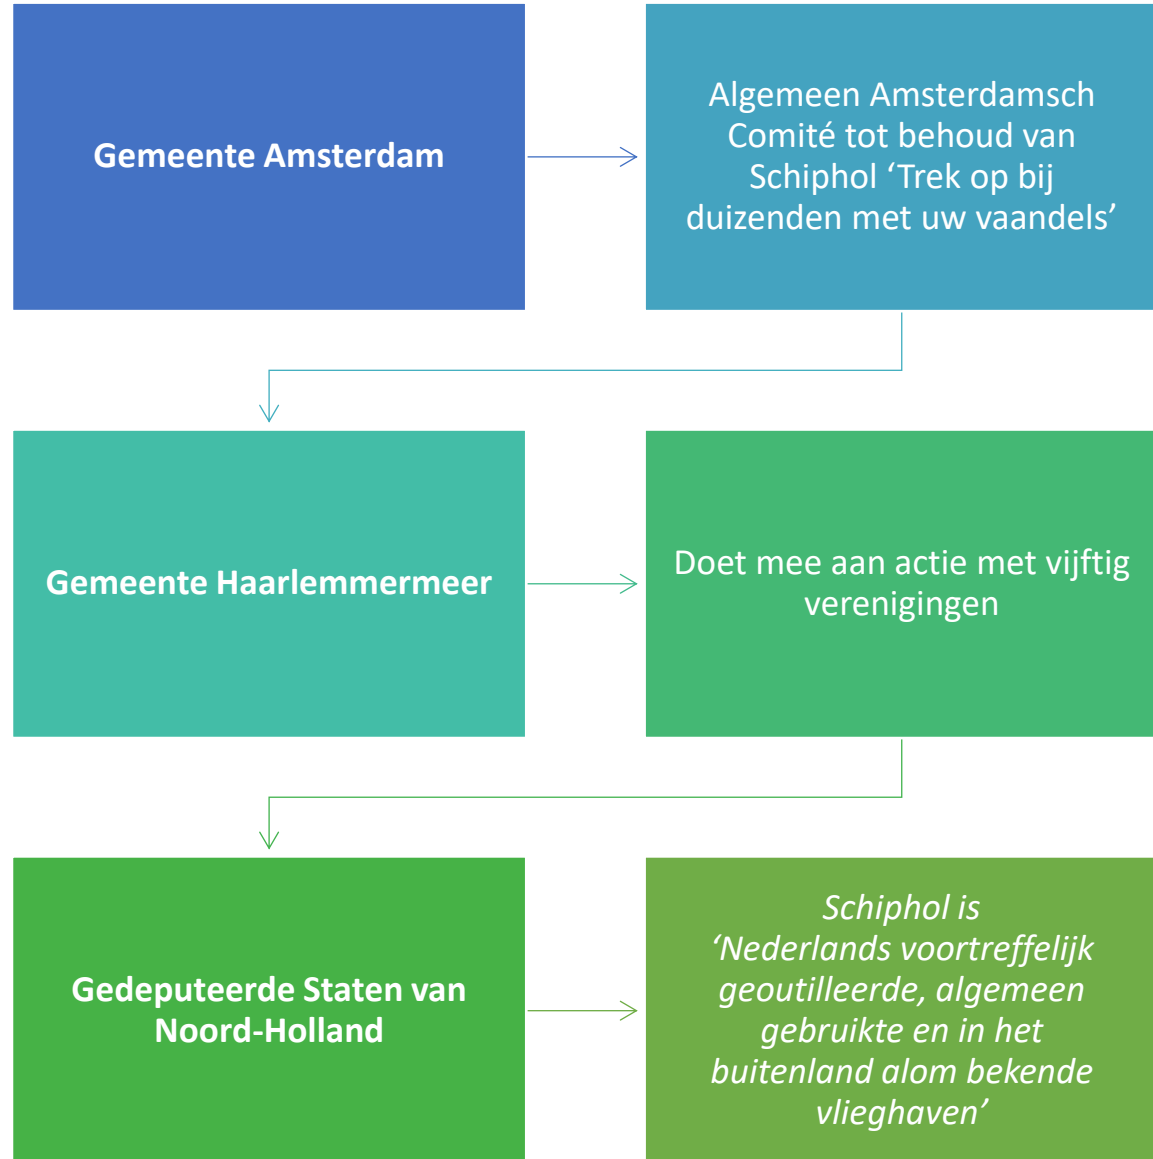 Gemeente Amsterdam
Algemeen Amsterdamsch
Comité tot behoud van
Schiphol ‘Trek op bij
duizenden met uw vaandels’
Gemeente Haarlemmermeer
Doet mee aan actie met vijftig
verenigingen
Gedeputeerde Staten van
Noord-Holland
Schiphol is
‘Nederlands voortreffelijk
geoutilleerde, algemeen
gebruikte en in het
buitenland alom bekende
vlieghaven’